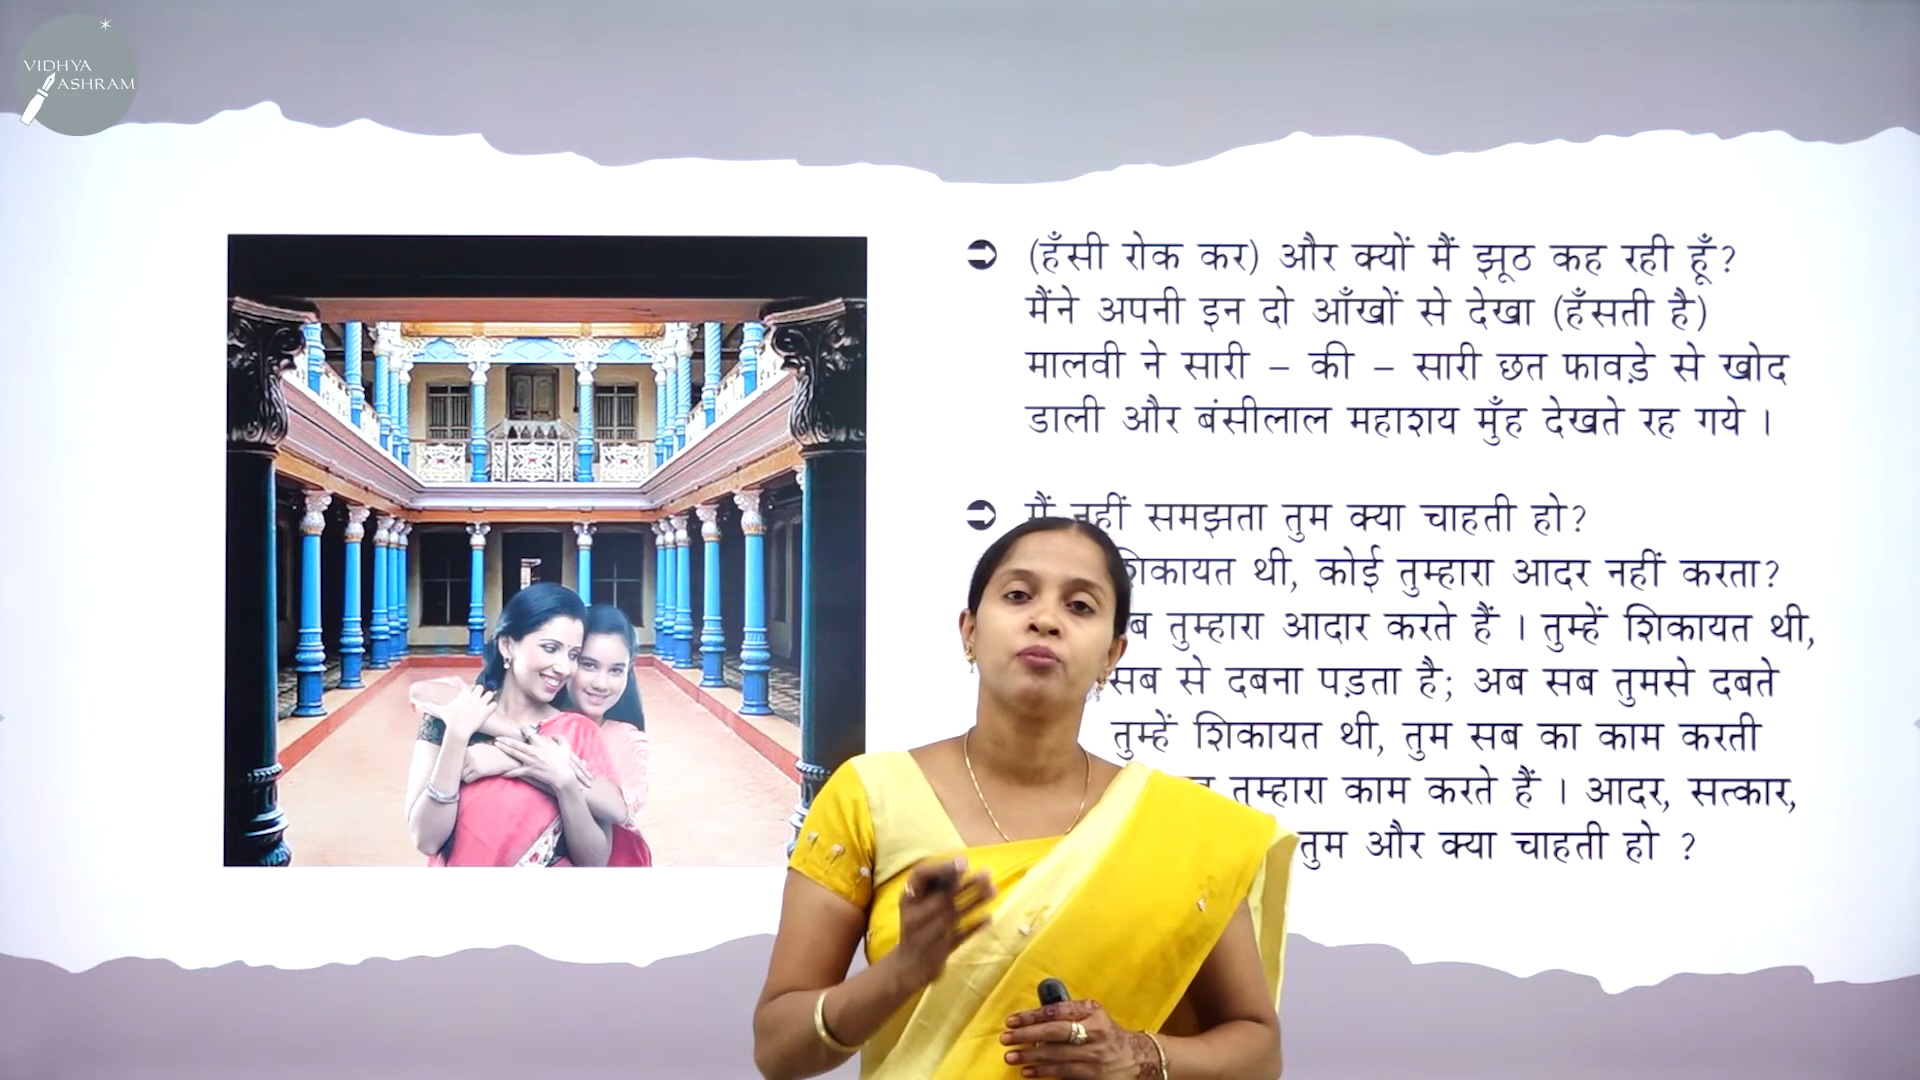 VIDHYA
ASHRAM
(हँसी रोक कर) और क्यों मैं झूठ कह रही हूँ?
मैंने अपनी इन दो आँखों से देखा (हँसती है)
मालवी ने सारी – की – सारी छत फावड़े से खोद
डाली और बंसीलाल महाशय मुँह देखते रह गये ।
मैं नहीं समझता तुम क्या चाहती हो?
शिकायत थी, कोई तुम्हारा आदर नहीं करता?
तुम्हारा आदार करते हैं । तुम्हें शिकायत थी,
सब से दबना पड़ता है; अब सब तुमसे दबते
तुम्हें शिकायत थी, तुम सब का काम करती
तुम्हारा काम करते हैं । आदर, सत्कार,
तुम और क्या चाहती हो ?